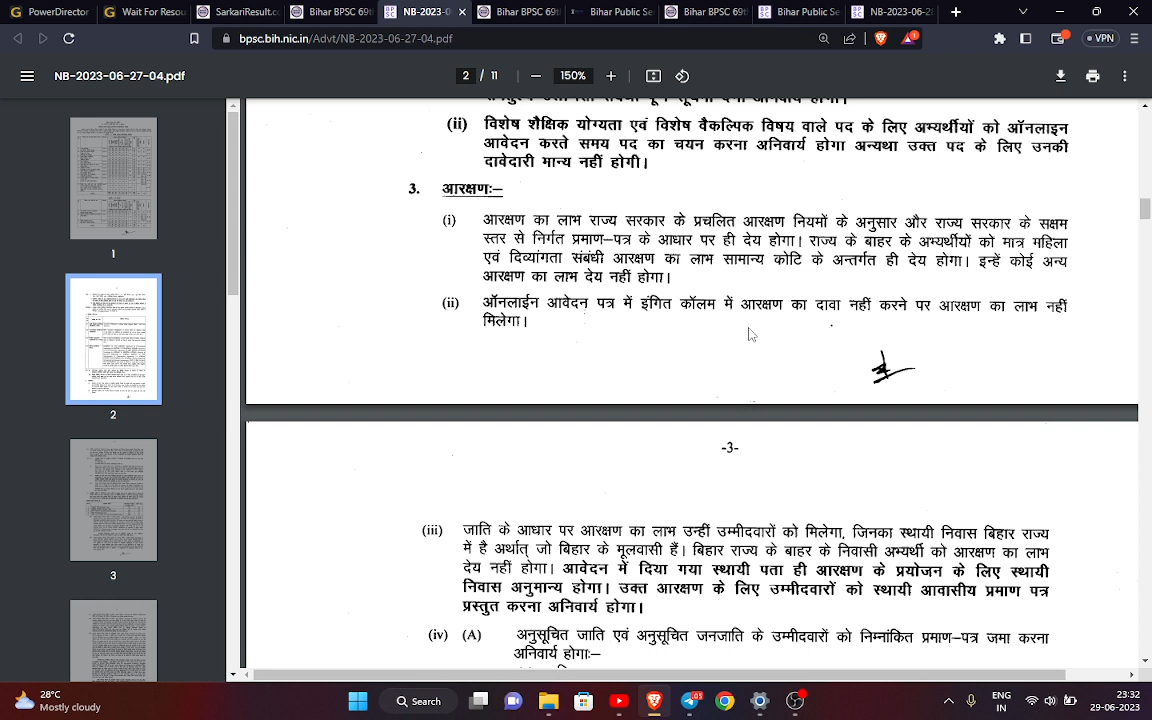 PowerDirector
Wait For Resou
SarkariResult.co
Bihar BPSC 69th
NB-2023-0
Bihar BPSC 69th
Bihar Public Se
Bihar BPSC 69th
Bihar Public Se
NB-2023-06-2
bpsc.bih.nic.in/Advt/NB-2023-06-27-04.pdf
1
VPN
NB-2023-06-27-04.pdf
2 / 11
150%
(ii) विशेष शैक्षिक योग्यता एवं विशेष वैकल्पिक विषय वाले पद के लिए अभ्यर्थीयों को ऑनलाइन
आवेदन करते समय पद का चयन करना अनिवार्य होगा अन्यथा उक्त पद के लिए उनकी
दावेदारी मान्य नहीं होगी।
3. आरक्षणः–
(i) आरक्षण का लाभ राज्य सरकार के प्रचलित आरक्षण नियमों के अनुसार और राज्य सरकार के सक्षम
स्तर से निर्गत प्रमाण–पत्र के आधार पर ही देय होगा। राज्य के बाहर के अभ्यर्थीयों को मात्र महिला
एवं दिव्यांगता संबंधी आरक्षण का लाभ सामान्य कोटि के अन्तर्गत ही देय होगा। इन्हें कोई अन्य
आरक्षण का लाभ देय नहीं होगा।
(ii) ऑनलाईन आवेदन पत्र में इंगित कॉलम में आरक्षण का दावा नहीं करने पर आरक्षण का लाभ नहीं
मिलेगा।
-3-
(iii) जाति के आधार पर आरक्षण का लाभ उन्हीं उम्मीदवारों को मिलेगा, जिनका स्थायी निवास बिहार राज्य
में है अर्थात् जो बिहार के मूलवासी हैं। बिहार राज्य के बाहर के निवासी अभ्यर्थी को आरक्षण का लाभ
देय नहीं होगा। आवेदन में दिया गया स्थायी पता ही आरक्षण के प्रयोजन के लिए स्थायी
निवास अनुमान्य होगा। उक्त आरक्षण के लिए उम्मीदवारों को स्थायी आवासीय प्रमाण पत्र
प्रस्तुत करना अनिवार्य होगा।
(iv) (A) अनुसूचित जाति एवं अनुसूचित जनजाति के उम्मीदवारों को निम्नांकित प्रमाण–पत्र जमा करना
अनिवार्य होगाः–
1
2
3
28°C
Mostly cloudy
Search
.05
ENG
IN
23:32
29-06-2023